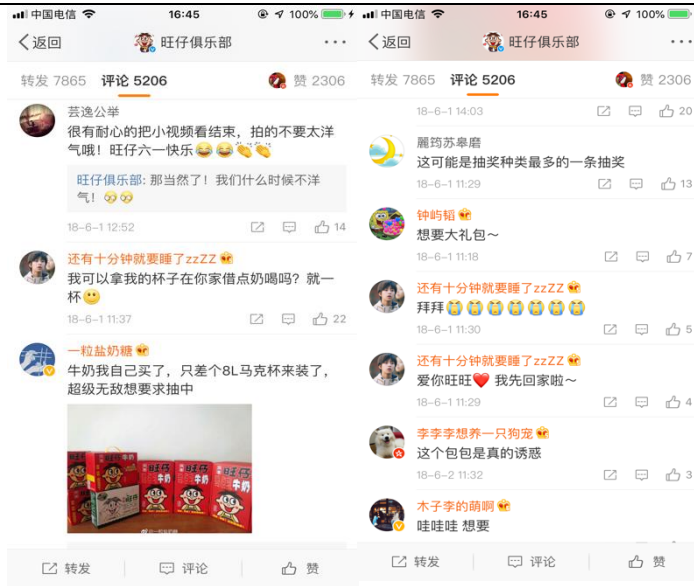 中国电信 16:45 100%
返回 旺仔俱乐部
转发 7865 评论 5206 赞 2306
芸逸公举
很有耐心的把小视频看结束，拍的不要太洋
气哦！旺仔六一快乐😂😂👏👏
旺仔俱乐部: 那当然了！我们什么时候不洋
气！
18-6-1 12:52 14
还有十分钟就要睡了zzZZ
我可以拿我的杯子在你家借点奶喝吗？就一
杯🙂
18-6-1 11:37 22
一粒盐奶糖
牛奶我自己买了，只差个8L马克杯来装了，
超级无敌想要求抽中
旺仔
牛奶
旺仔
牛奶
旺仔
牛奶
转发 评论 赞
中国电信 16:45 100%
返回 旺仔俱乐部
转发 7865 评论 5206 赞 2306
18-6-1 14:03 20
麗筠苏皋磨
这可能是抽奖种类最多的一条抽奖
18-6-1 11:29 13
钟屿韬
想要大礼包～
18-6-1 11:18 7
还有十分钟就要睡了zzZZ
拜拜😭😭😭😭😭😭😭
18-6-1 11:30 5
还有十分钟就要睡了zzZZ
爱你旺旺❤️ 我先回家啦～
18-6-1 11:29 4
李李李想养一只狗宠
这个包包是真的诱惑
18-6-2 11:32 3
木子李的萌啊
哇哇哇 想要
转发 评论 赞